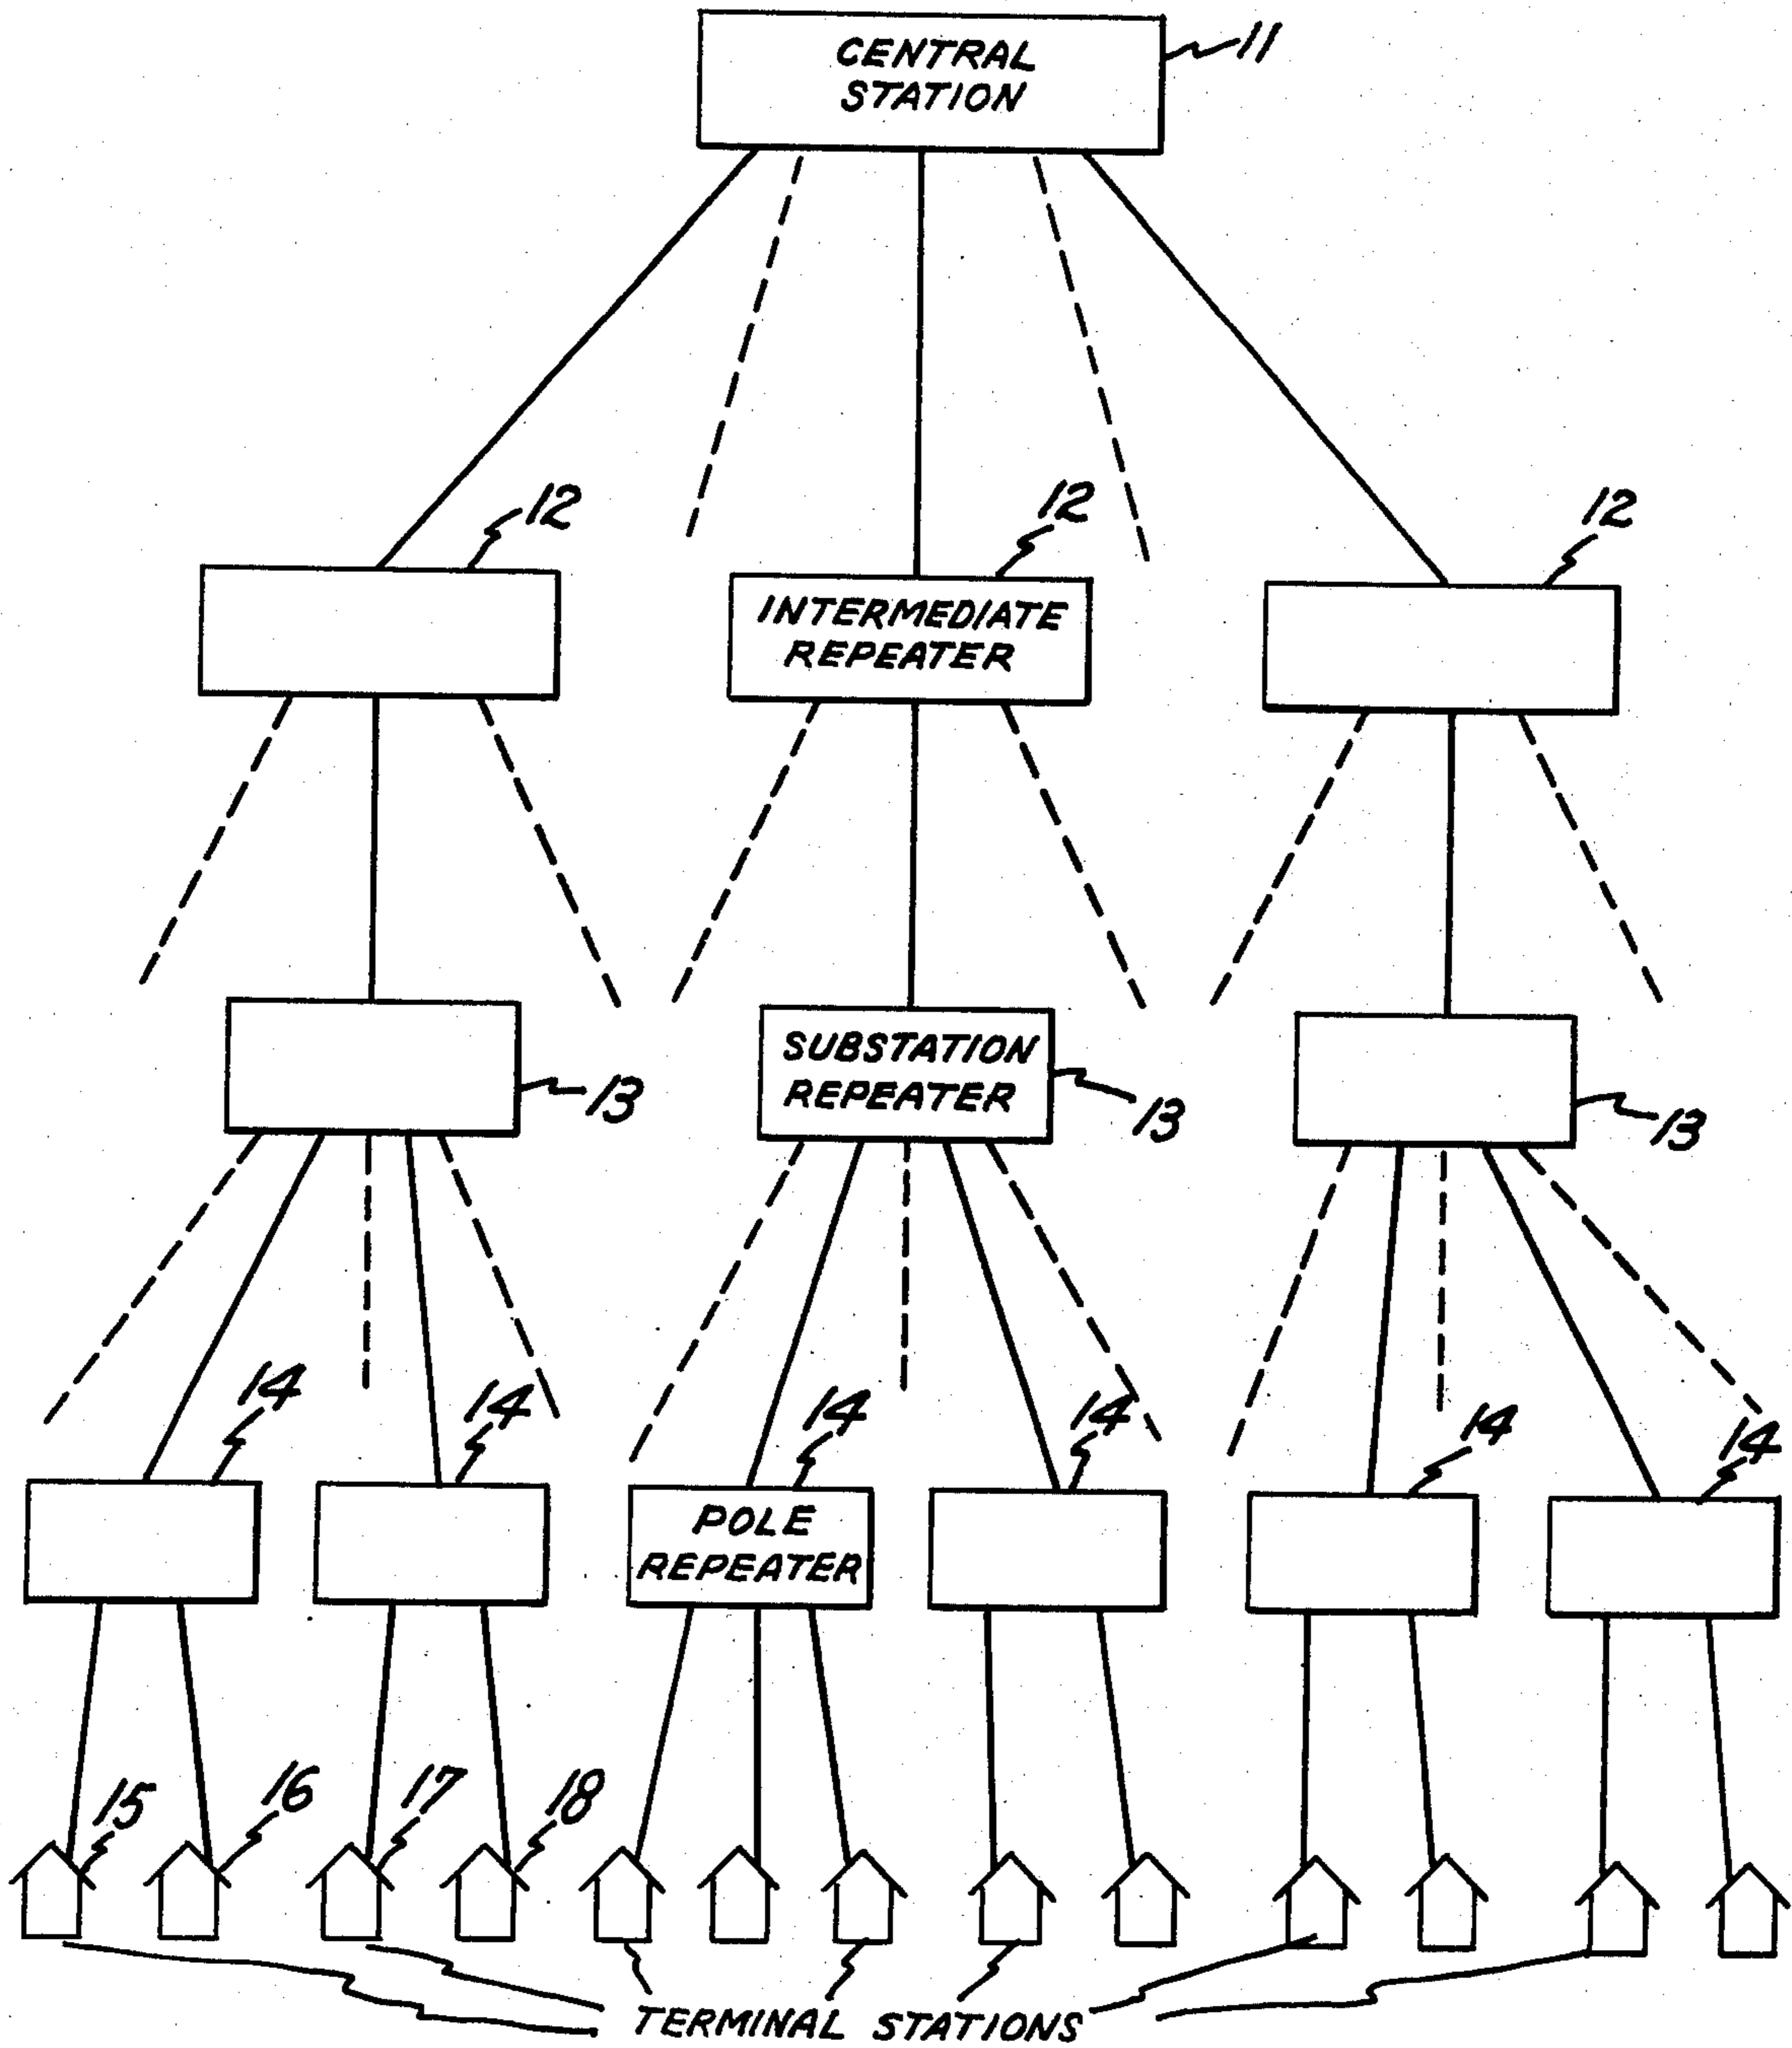 CENTRAL
STATION
11
12
12
12
INTERMEDIATE
REPEATER
SUBSTATION
REPEATER
13
13
13
14
14
14
14
14
14
POLE
REPEATER
15
16
17
18
TERMINAL STATIONS